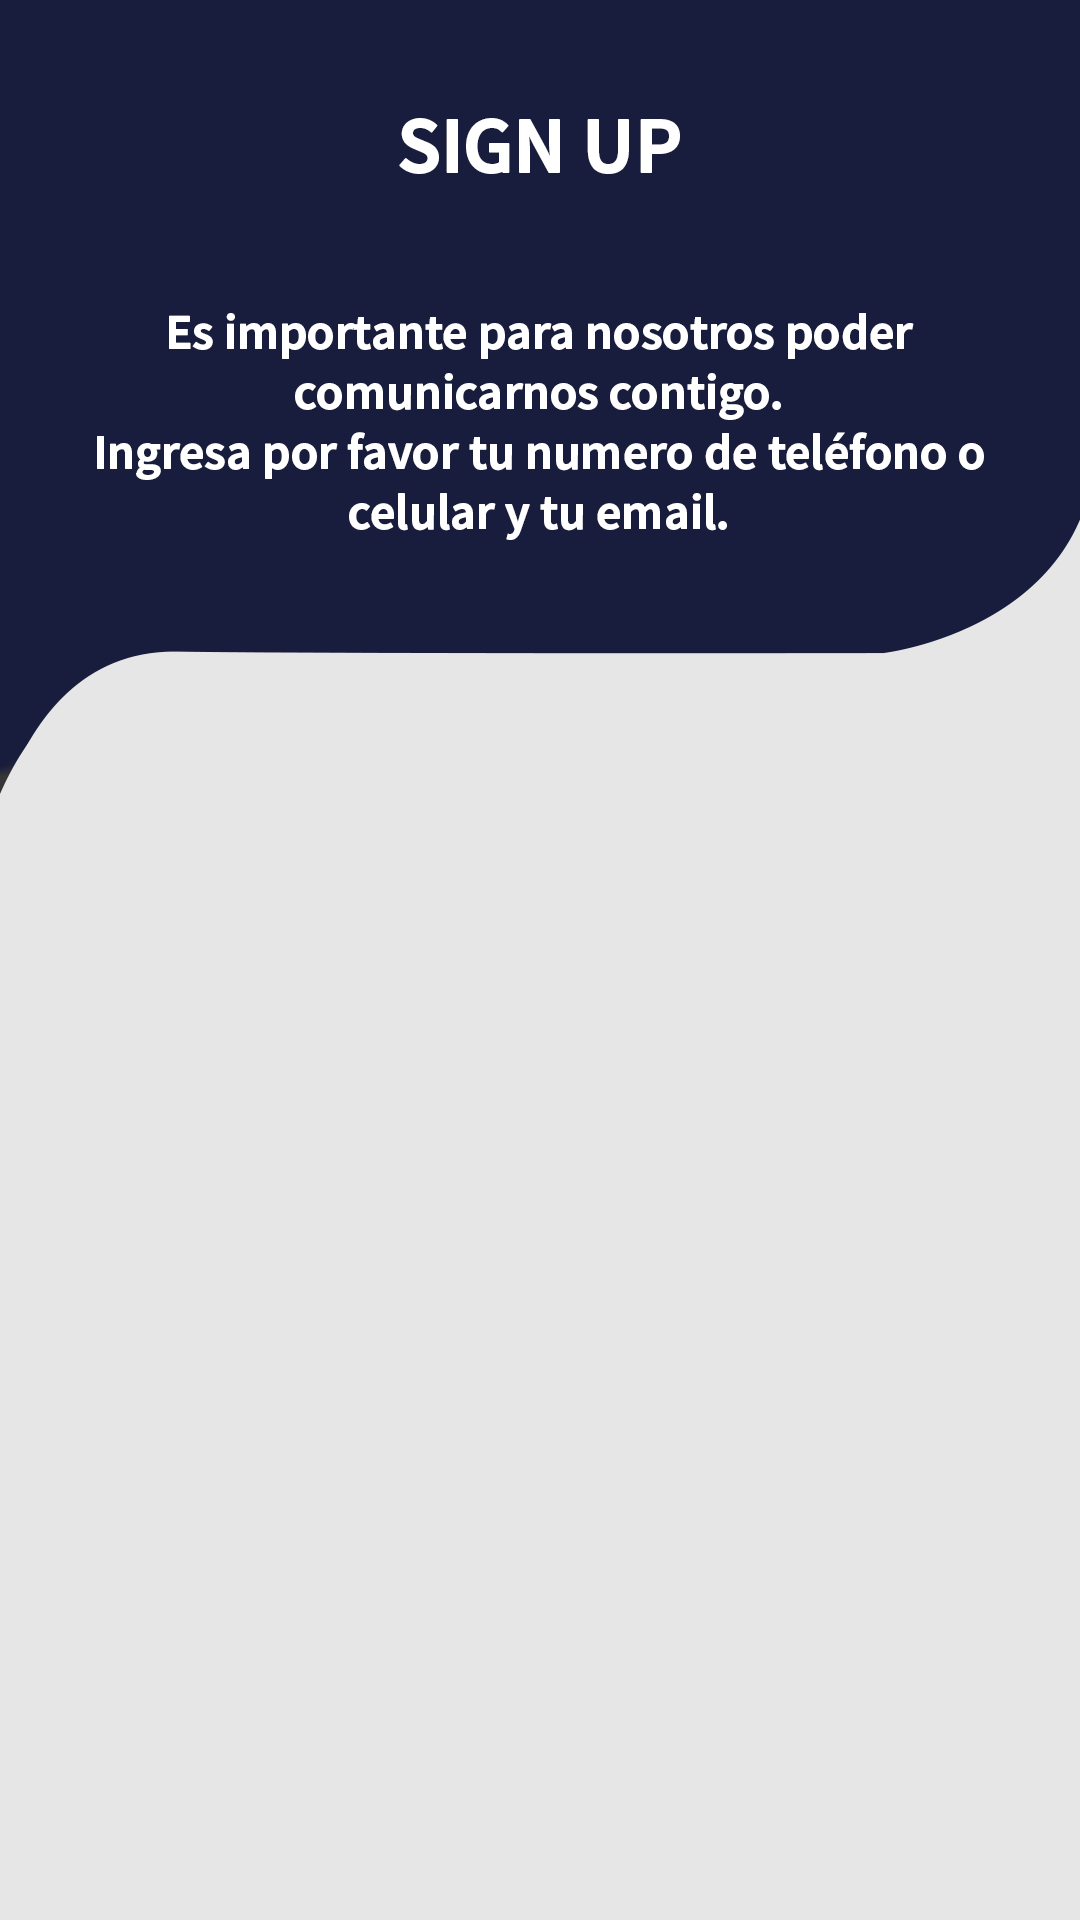 SIGN UP
Es importante para nosotros poder
comunicarnos contigo.
Ingresa por favor tu numero de teléfono o
celular y tu email.